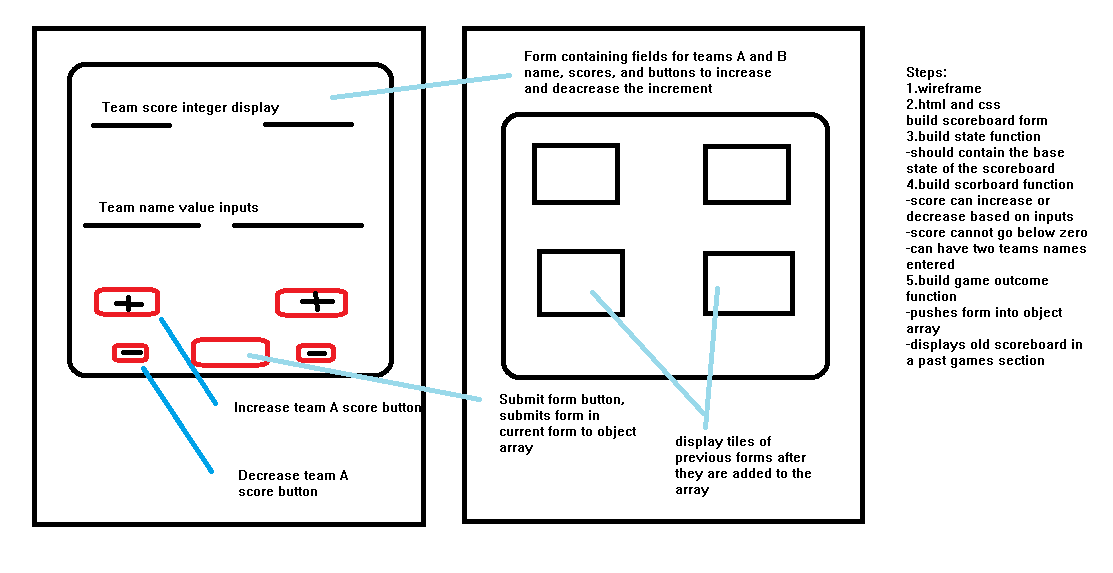 Team score integer display
Team name value inputs
Increase team A score button
Decrease team A
score button
Form containing fields for teams A and B
name, scores, and buttons to increase
and deacrease the increment
Submit form button,
submits form in
current form to object
array
display tiles of
previous forms after
they are added to the
array
Steps:
1.wireframe
2.html and css
build scoreboard form
3.build state function
-should contain the base
state of the scoreboard
4.build scorboard function
-score can increase or
decrease based on inputs
-score cannot go below zero
-can have two teams names
entered
5.build game outcome
function
-pushes form into object
array
-displays old scoreboard in
a past games section